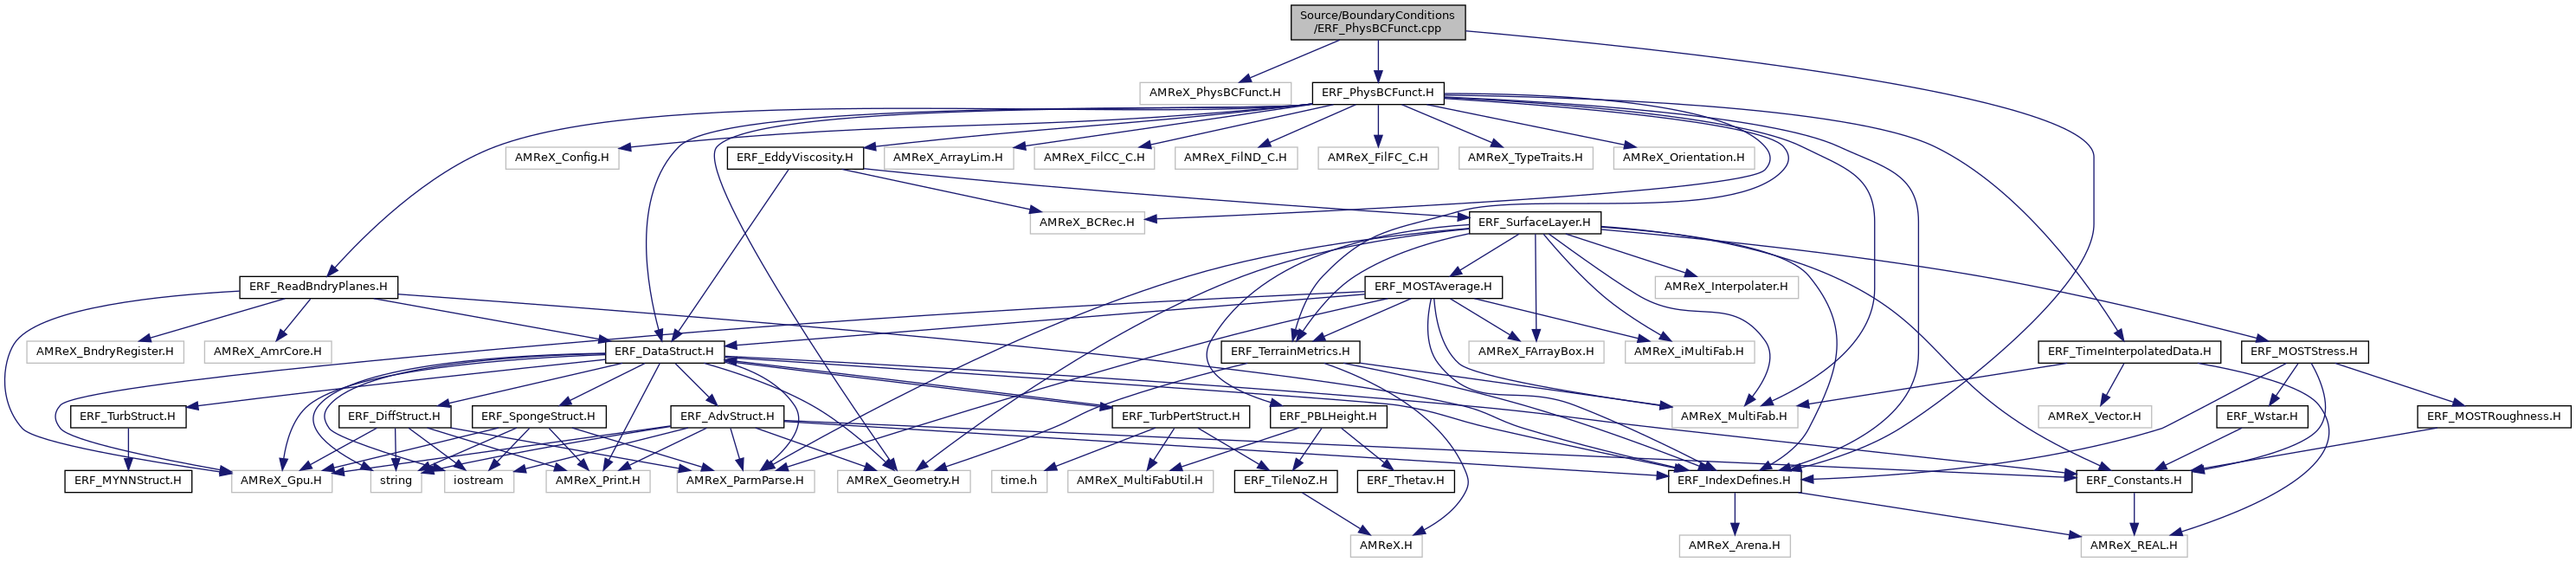 Source/BoundaryConditions
/ERF_PhysBCFunct.cpp
AMReX_PhysBCFunct.H
ERF_PhysBCFunct.H
AMReX_Config.H
ERF_EddyViscosity.H
AMReX_ArrayLim.H
AMReX_FilCC_C.H
AMReX_FilND_C.H
AMReX_FilFC_C.H
AMReX_TypeTraits.H
AMReX_Orientation.H
AMReX_BCRec.H
ERF_SurfaceLayer.H
ERF_ReadBndryPlanes.H
ERF_MOSTAverage.H
AMReX_Interpolater.H
AMReX_BndryRegister.H
AMReX_AmrCore.H
ERF_DataStruct.H
ERF_TerrainMetrics.H
AMReX_FArrayBox.H
AMReX_iMultiFab.H
ERF_TimeInterpolatedData.H
ERF_MOSTStress.H
ERF_TurbStruct.H
ERF_DiffStruct.H
ERF_SpongeStruct.H
ERF_AdvStruct.H
ERF_TurbPertStruct.H
ERF_PBLHeight.H
AMReX_MultiFab.H
AMReX_Vector.H
ERF_Wstar.H
ERF_MOSTRoughness.H
ERF_MYNNStruct.H
AMReX_Gpu.H
string
iostream
AMReX_Print.H
AMReX_ParmParse.H
AMReX_Geometry.H
time.h
AMReX_MultiFabUtil.H
ERF_TileNoZ.H
ERF_Thetav.H
ERF_IndexDefines.H
ERF_Constants.H
AMReX.H
AMReX_Arena.H
AMReX_REAL.H